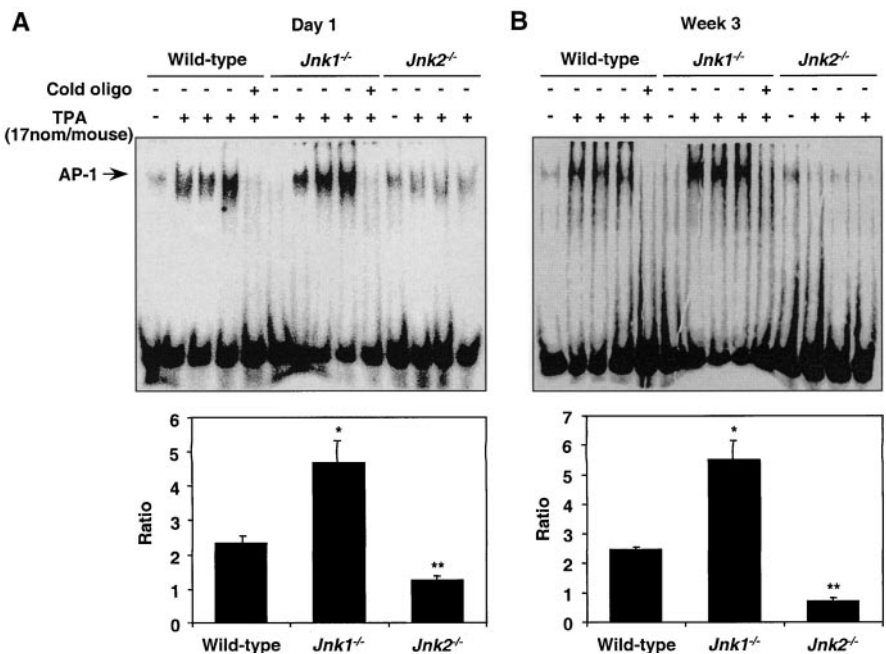 A
Day 1
Wild-type Jnk1-/- Jnk2-/-
Cold oligo + +
TPA - + + + + - + + + + - + + +
(17nom/mouse)
AP-1
Ratio
6
5
4
3
2
1
0
*
**
Wild-type Jnk1-/- Jnk2-/-
B
Week 3
Wild-type Jnk1-/- Jnk2-/-
+ +
- + + + + - + + + + - + + +
Ratio
7
6
5
4
3
2
1
0
*
**
Wild-type Jnk1-/- Jnk2-/-